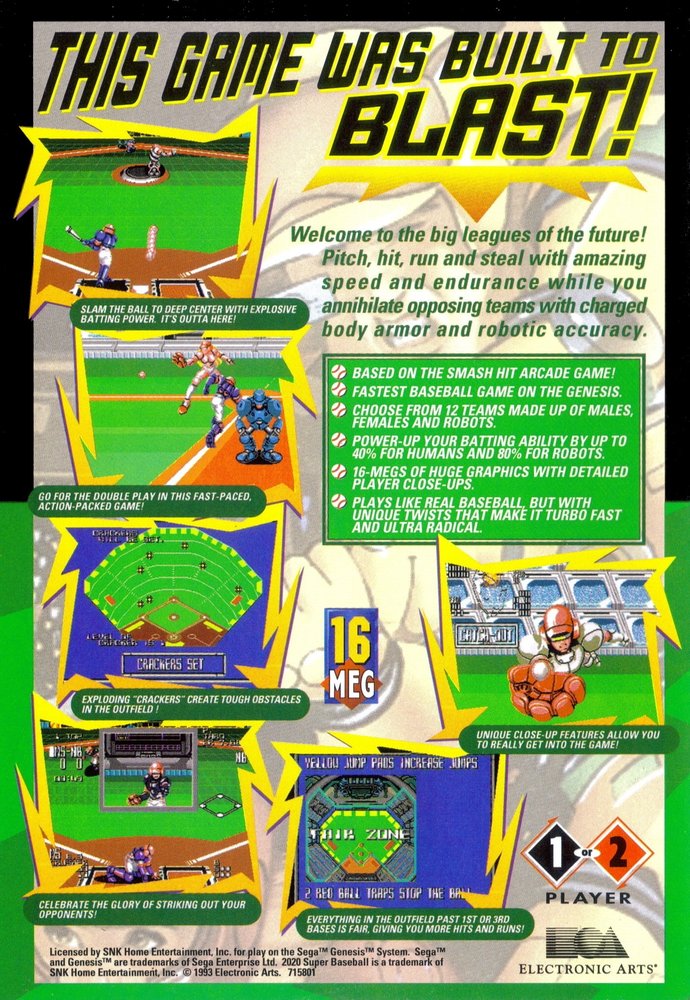 THIS GAME WAS BUILT TO
BLAST!
Welcome to the big leagues of the future!
Pitch, hit, run and steal with amazing
speed and endurance while you
annihilate opposing teams with charged
body armor and robotic accuracy.
SLAM THE BALL TO DEEP CENTER WITH EXPLOSIVE
BATTING POWER. IT'S OUTTA HERE!
BASED ON THE SMASH HIT ARCADE GAME!
FASTEST BASEBALL GAME ON THE GENESIS.
CHOOSE FROM 12 TEAMS MADE UP OF MALES,
FEMALES AND ROBOTS.
POWER-UP YOUR BATTING ABILITY BY UP TO
40% FOR HUMANS AND 80% FOR ROBOTS.
16-MEGS OF HUGE GRAPHICS WITH DETAILED
PLAYER CLOSE-UPS.
PLAYS LIKE REAL BASEBALL, BUT WITH
UNIQUE TWISTS THAT MAKE IT TURBO FAST
AND ULTRA RADICAL.
GO FOR THE DOUBLE PLAY IN THIS FAST-PACED,
ACTION-PACKED GAME!
CRACKERS
WILL BE SET.
LEVEL OF
CRACKER IS
CRACKERS SET
EXPLODING "CRACKERS" CREATE TOUGH OBSTACLES
IN THE OUTFIELD !
16
MEG
UNIQUE CLOSE-UP FEATURES ALLOW YOU
TO REALLY GET INTO THE GAME!
0 0
CELEBRATE THE GLORY OF STRIKING OUT YOUR
OPPONENTS!
YELLOW JUMP PADS INCREASE JUMPS
FAIR ZONE
2 RED BALL TRAPS STOP THE BALL
EVERYTHING IN THE OUTFIELD PAST 1ST OR 3RD
BASES IS FAIR, GIVING YOU MORE HITS AND RUNS!
1 or 2
PLAYER
ELECTRONIC ARTS®
Licensed by SNK Home Entertainment, Inc. for play on the Sega™ Genesis™ System. Sega™
and Genesis™ are trademarks of Sega Enterprise Ltd. 2020 Super Baseball is a trademark of
SNK Home Entertainment, Inc. © 1993 Electronic Arts. 715801